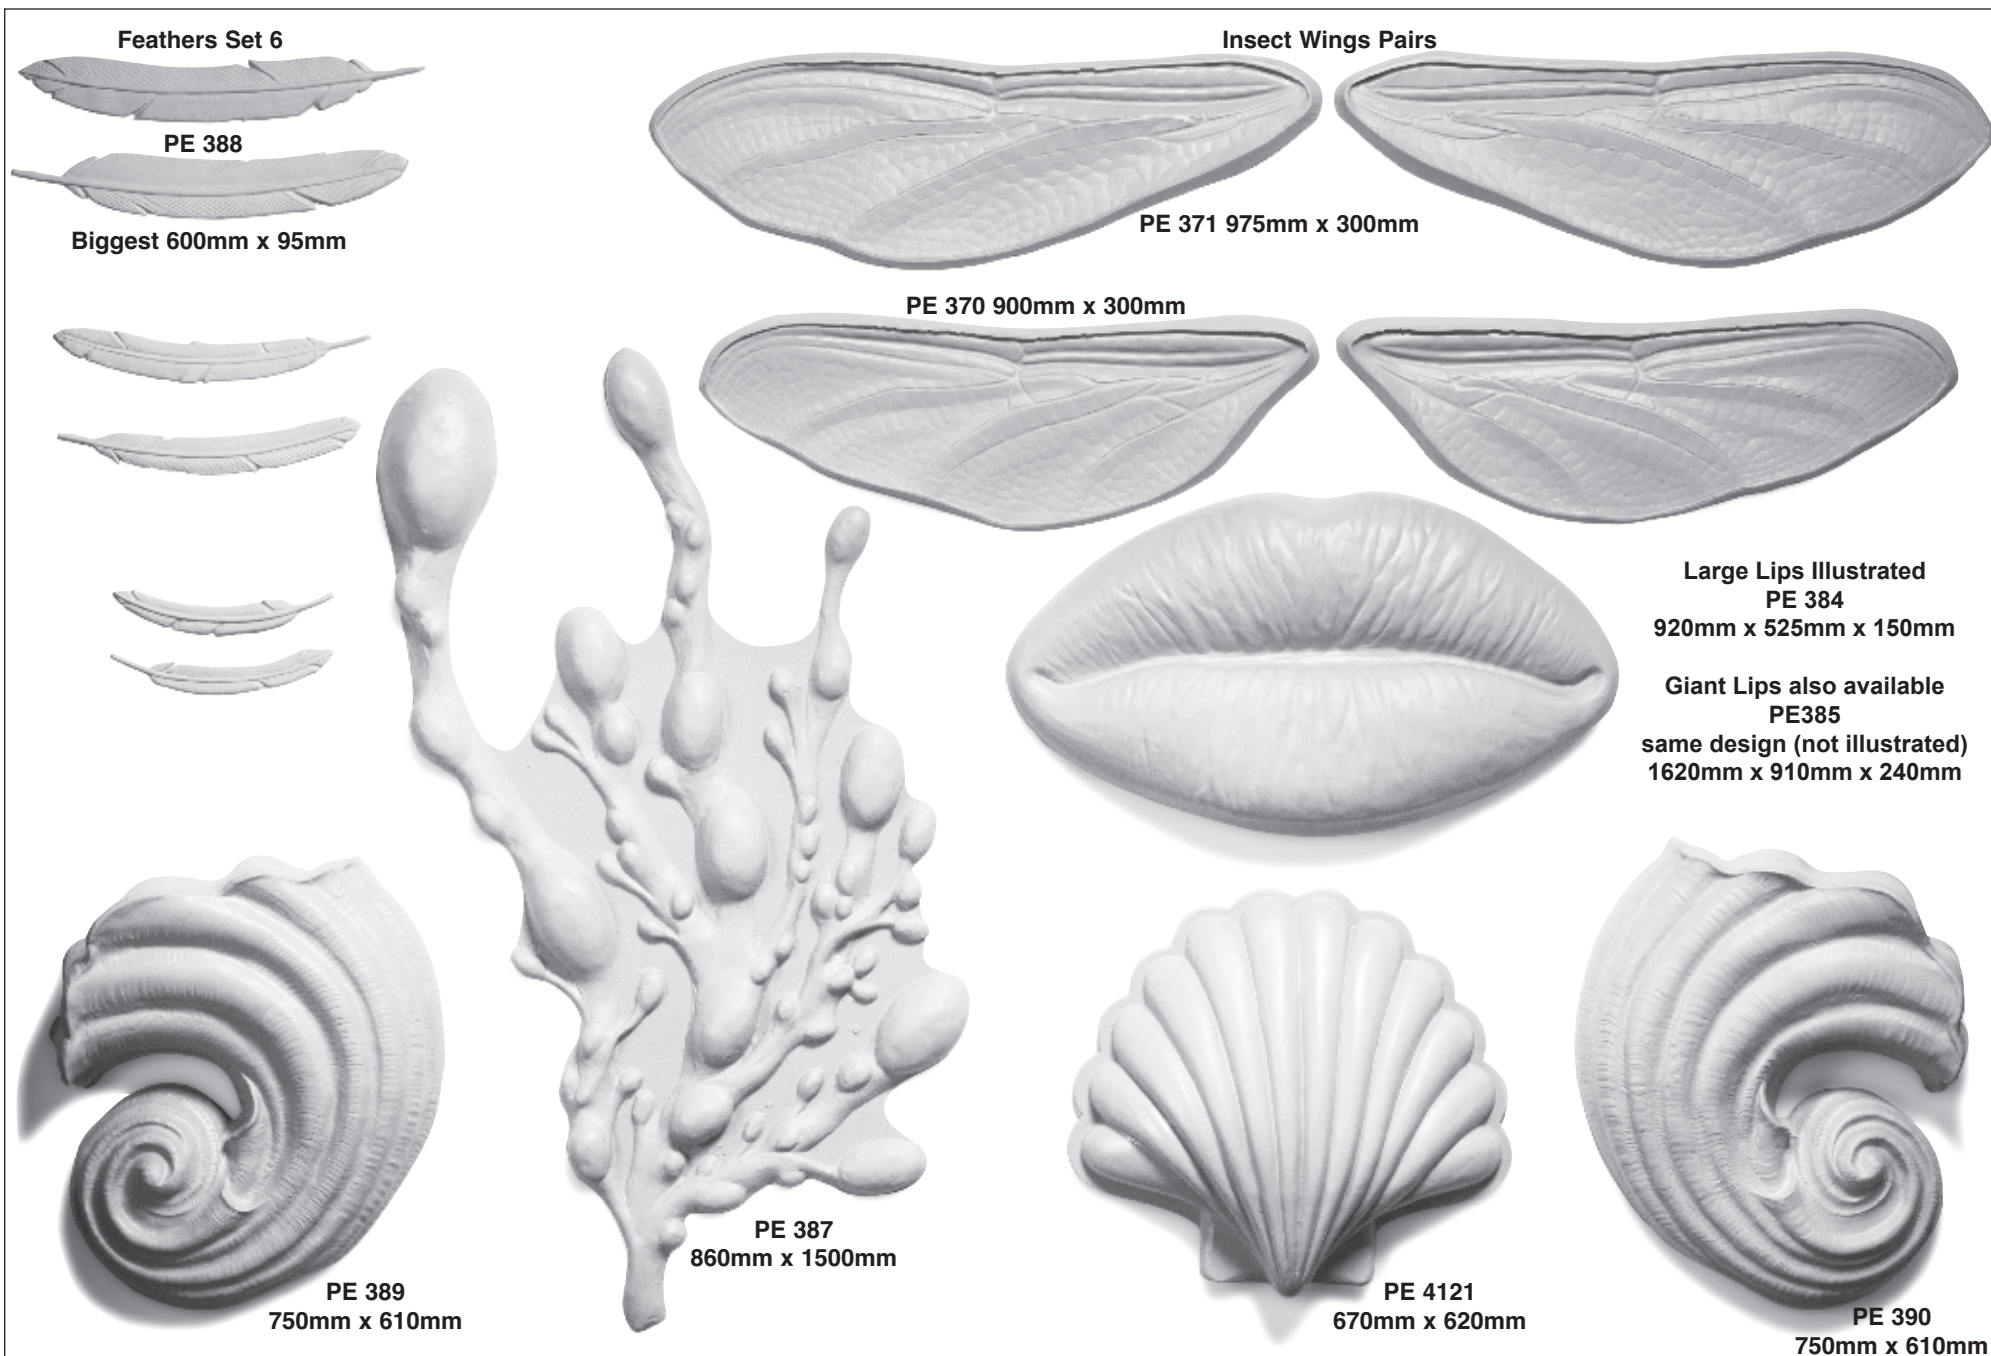 Feathers Set 6
PE 388
Biggest 600mm x 95mm
Insect Wings Pairs
PE 371 975mm x 300mm
PE 370 900mm x 300mm
Large Lips Illustrated
PE 384
920mm x 525mm x 150mm
Giant Lips also available
PE385
same design (not illustrated)
1620mm x 910mm x 240mm
PE 389
750mm x 610mm
PE 387
860mm x 1500mm
PE 4121
670mm x 620mm
PE 390
750mm x 610mm